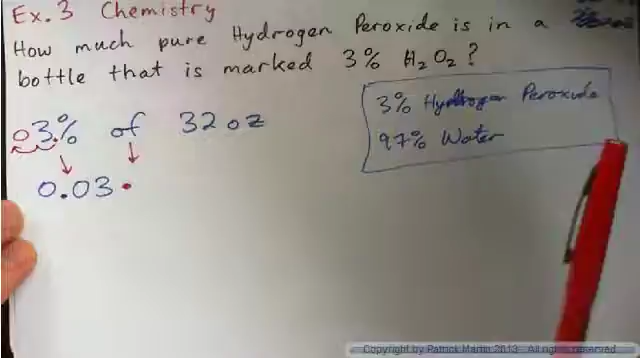 Ex. 3 Chemistry
How much pure Hydrogen Peroxide is in a
bottle that is marked 3% H₂O₂?
3% Hydrogen Peroxide
97% Water
03.% of 32 oz
0.03 •
Copyright by Patrick Martin 2013 All rights reserved